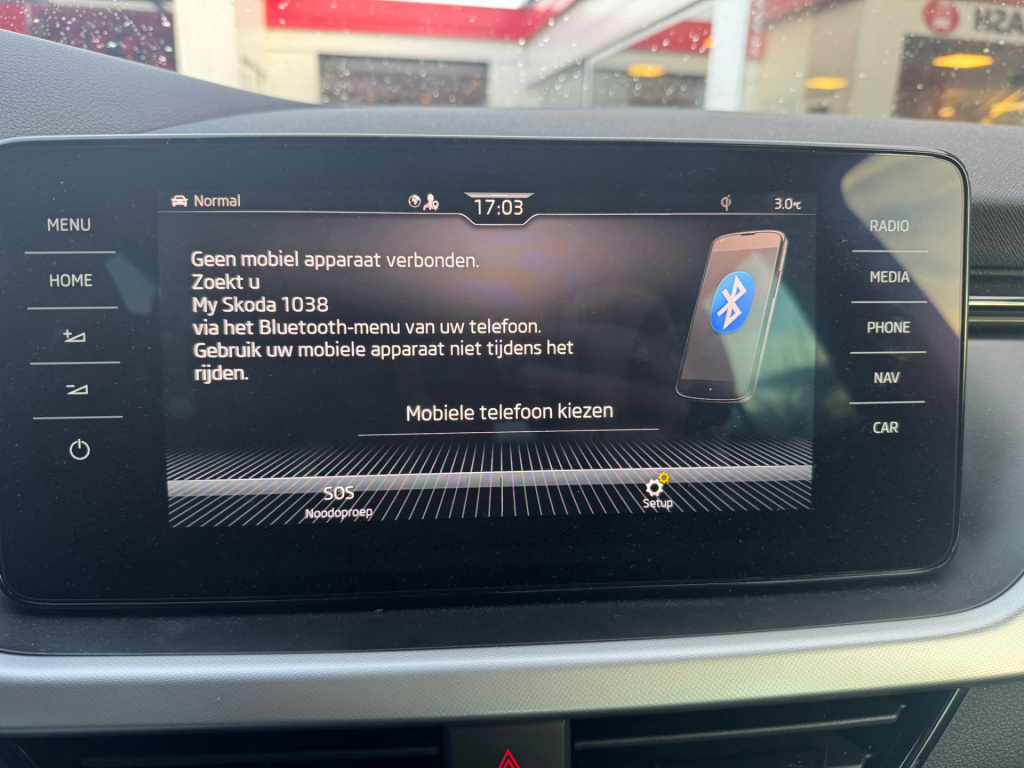 ASH
Normal
17:03
3.0°C
MENU
HOME
RADIO
MEDIA
PHONE
NAV
CAR
Geen mobiel apparaat verbonden.
Zoekt u
My Skoda 1038
via het Bluetooth-menu van uw telefoon.
Gebruik uw mobiele apparaat niet tijdens het
rijden.
Mobiele telefoon kiezen
SOS
Noodoproep
Setup